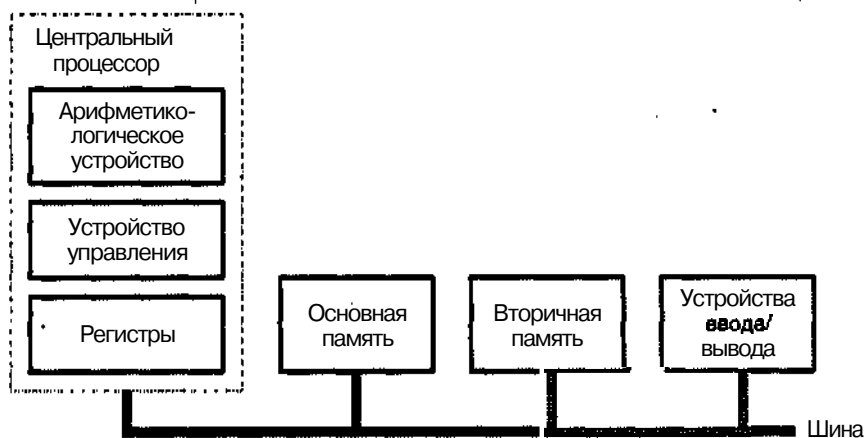 Центральный
процессор
Арифметико-
логическое
устройство
Устройство
управления
Регистры
Основная
память
Вторичная
память
Устройства
ввода/
вывода
Шина